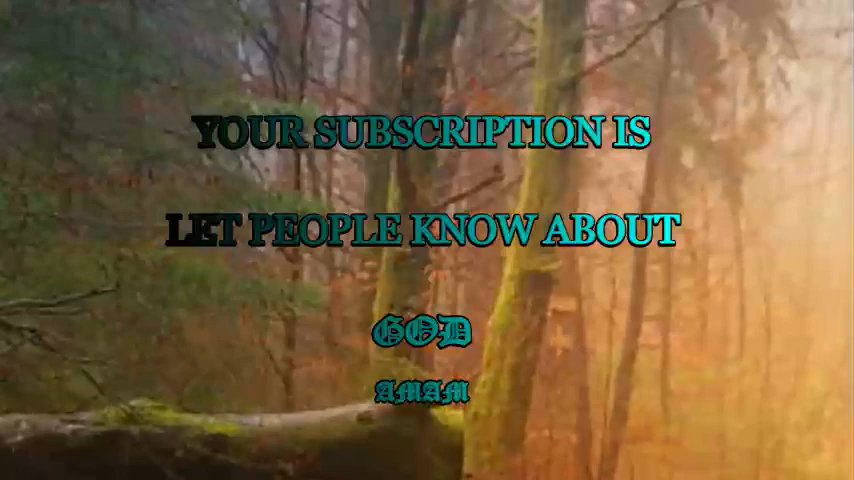 YOUR SUBSCRIPTION IS
LET PEOPLE KNOW ABOUT
GOD
AMAM